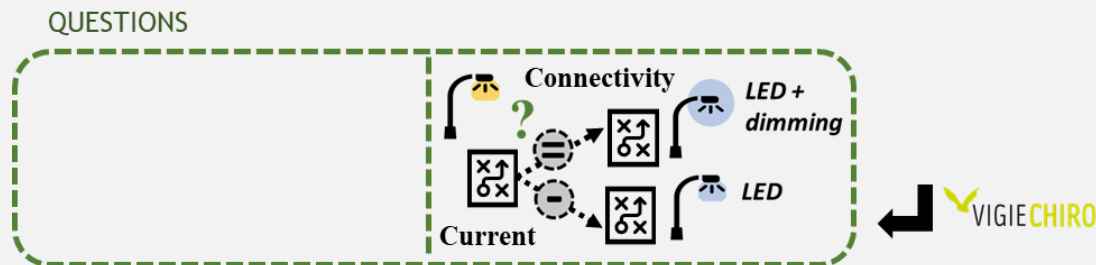 QUESTIONS
Connectivity
LED +
dimming
?
=
-
LED
Current
VIGIECHIRO